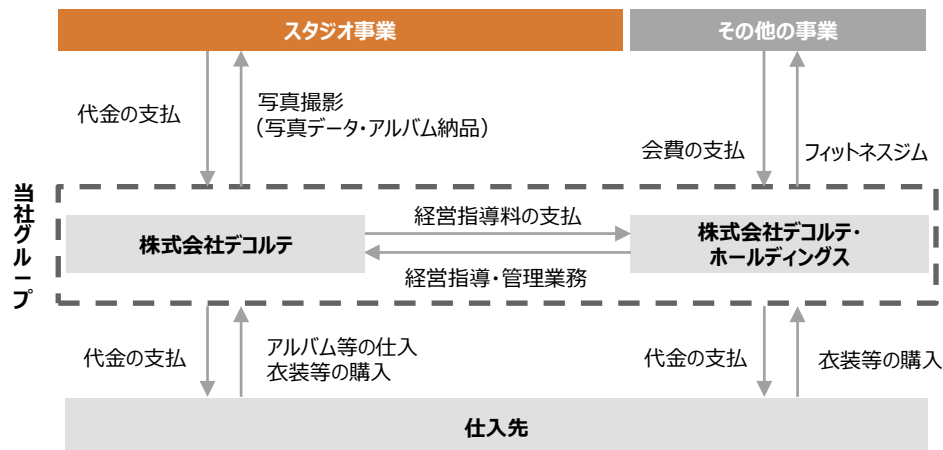 スタジオ事業
その他の事業
代金の支払
写真撮影
（写真データ・アルバム納品）
会費の支払
フィットネスジム
当社グループ
株式会社デコルテ
経営指導料の支払
経営指導・管理業務
株式会社デコルテ・
ホールディングス
代金の支払
アルバム等の仕入
衣装等の購入
代金の支払
衣装等の購入
仕入先